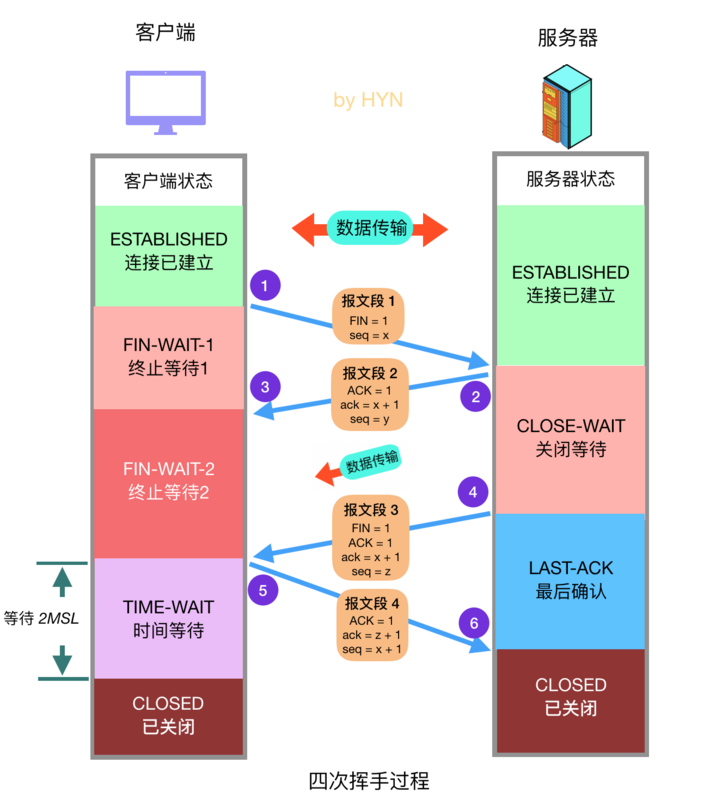 客户端
服务器
by HYN
客户端状态
服务器状态
ESTABLISHED
连接已建立
数据传输
ESTABLISHED
连接已建立
1
报文段 1
FIN = 1
seq = x
FIN-WAIT-1
终止等待1
3
报文段 2
ACK = 1
ack = x + 1
seq = y
2
CLOSE-WAIT
关闭等待
FIN-WAIT-2
终止等待2
数据传输
4
报文段 3
FIN = 1
ACK = 1
ack = x + 1
seq = z
LAST-ACK
最后确认
等待 2MSL
TIME-WAIT
时间等待
5
报文段 4
ACK = 1
ack = z + 1
seq = x + 1
6
CLOSED
已关闭
CLOSED
已关闭
四次挥手过程